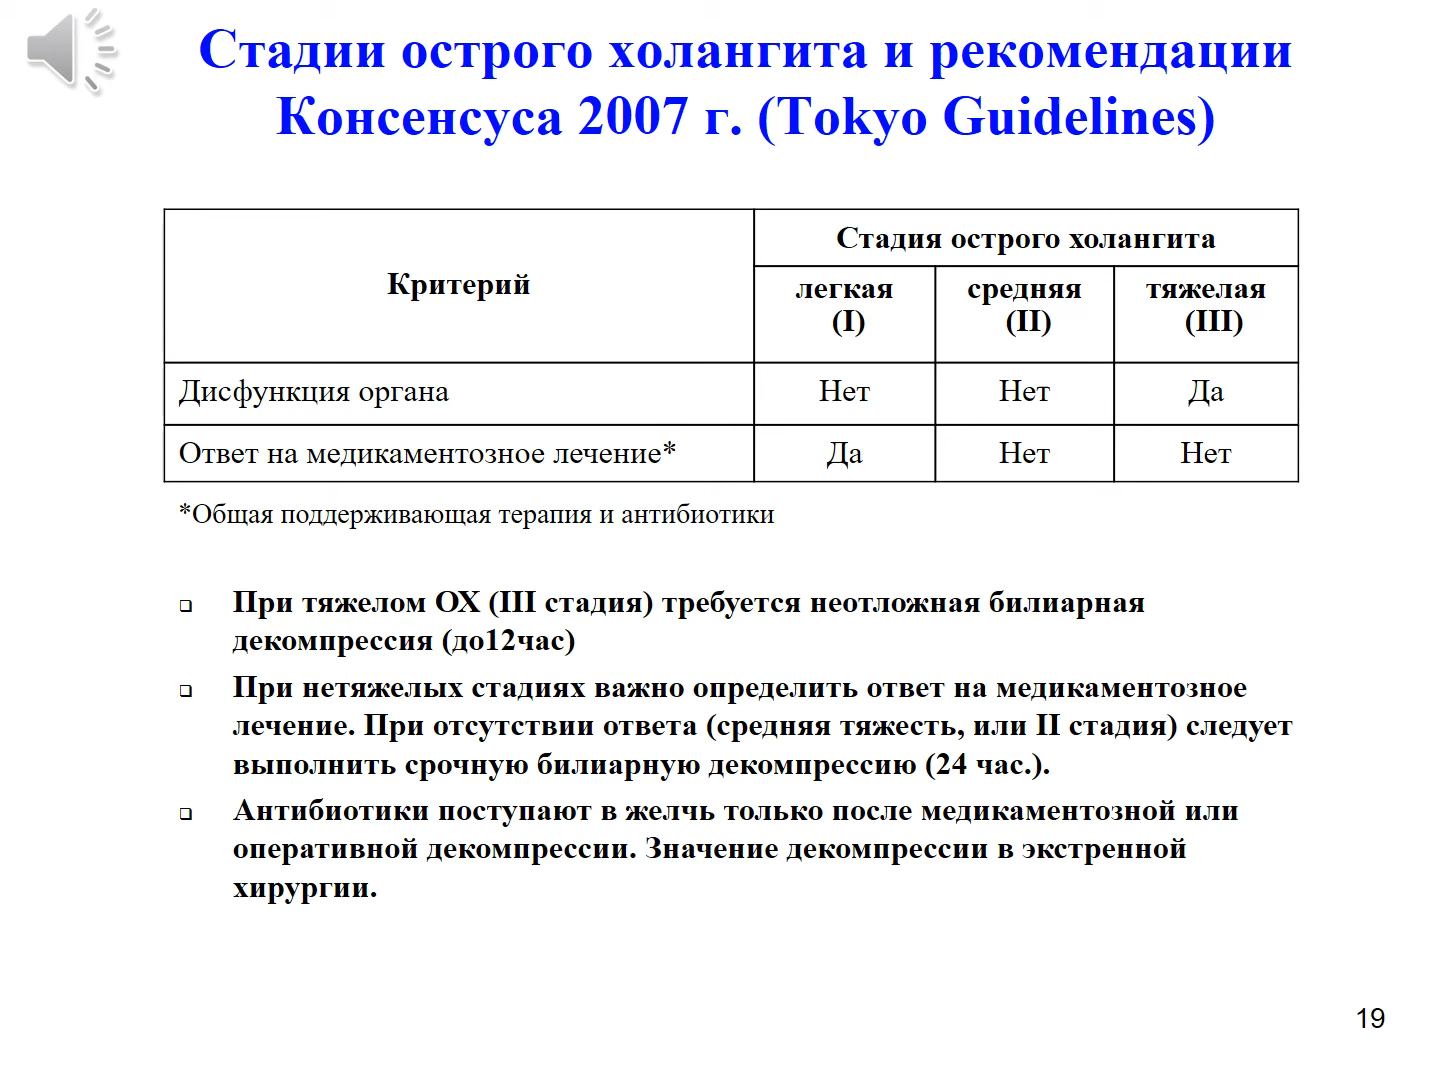 Стадии острого холангита и рекомендации
Консенсуса 2007 г. (Tokyo Guidelines)
Критерий
Стадия острого холангита
легкая
(I)
средняя
(II)
тяжелая
(III)
Дисфункция органа Нет Нет Да
Ответ на медикаментозное лечение* Да Нет Нет
*Общая поддерживающая терапия и антибиотики
При тяжелом ОХ (III стадия) требуется неотложная билиарная
декомпрессия (до12час)
При нетяжелых стадиях важно определить ответ на медикаментозное
лечение. При отсутствии ответа (средняя тяжесть, или II стадия) следует
выполнить срочную билиарную декомпрессию (24 час.).
Антибиотики поступают в желчь только после медикаментозной или
оперативной декомпрессии. Значение декомпрессии в экстренной
хирургии.
19